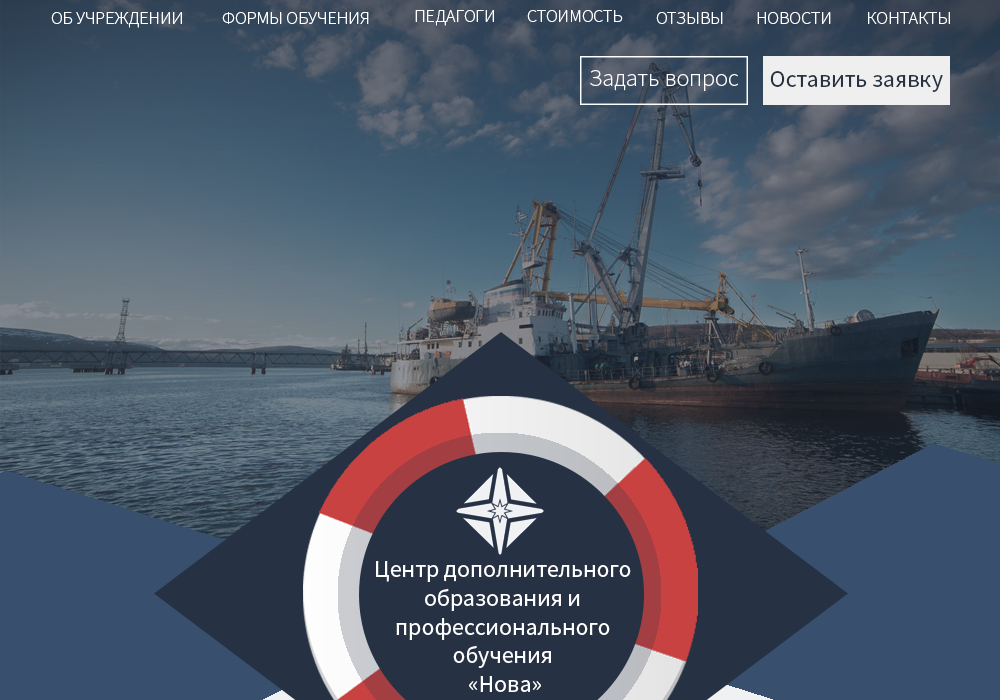 ОБ УЧРЕЖДЕНИИ ФОРМЫ ОБУЧЕНИЯ ПЕДАГОГИ СТОИМОСТЬ ОТЗЫВЫ НОВОСТИ КОНТАКТЫ
Задать вопрос Оставить заявку
Центр дополнительного
образования и
профессионального
обучения
«Нова»